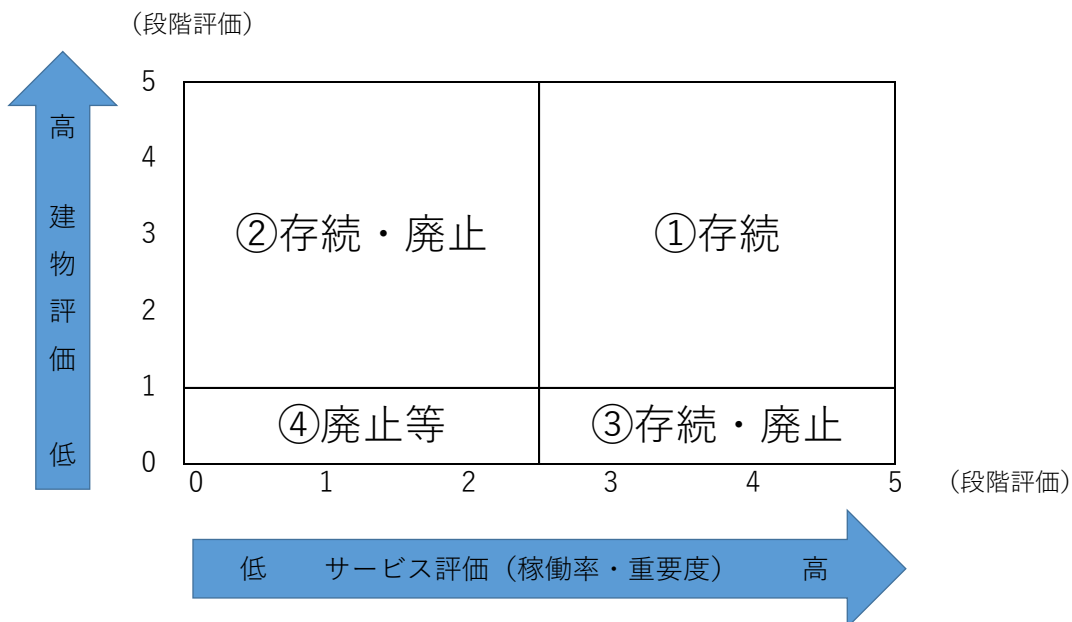 (段階評価)
高 建物評価 低
5
4
3
2
1
0
②存続・廃止
①存続
④廃止等
③存続・廃止
0 1 2 3 4 5 (段階評価)
低 サービス評価(稼働率・重要度) 高